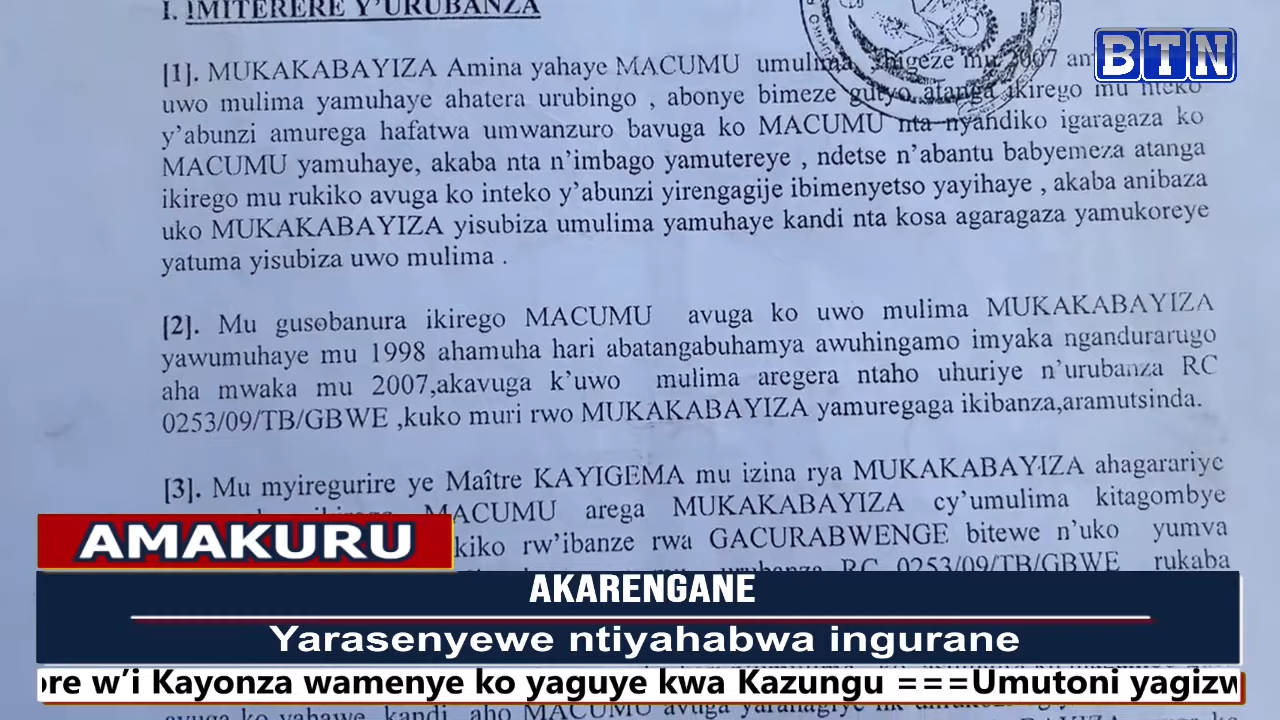 I. IMITERERE Y'URUBANZA
BTN
[1]. MUKAKABAYIZA Amina yahaye MACUMU umulima, bigeze mu 2007
uwo mulima yamuhaye ahatera urubingo , abonye bimeze gutyo atanga ikirego mu nteko
y'abunzi amurega hafatwa umwanzuro bavuga ko MACUMU nta nyandiko igaragaza ko
MACUMU yamuhaye, akaba nta n'imbago yamutereye , ndetse n'abantu babyemeza atanga
ikirego mu rukiko avuga ko inteko y'abunzi yirengagije ibimenyetso yayihaye , akaba anibaza
uko MUKAKABAYIZA yisubiza umulima yamuhaye kandi nta kosa agaragaza yamukoreye
yatuma yisubiza uwo mulima .
[2]. Mu gusobanura ikirego MACUMU avuga ko uwo mulima MUKAKABAYIZA
yawumuhaye mu 1998 ahamuha hari abatangabuhamya awuhingamo imyaka ngandurarugo
aha mwaka mu 2007,akavuga k'uwo mulima aregera ntaho uhuriye n'urubanza RC
0253/09/TB/GBWE ,kuko muri rwo MUKAKABAYIZA yamuregaga ikibanza,aramutsinda.
[3]. Mu myiregurire ye Maître KAYIGEMA mu izina rya MUKAKABAYIZA ahagarariye
MACUMU arega MUKAKABAYIZA cy'umulima kitagombye
kiko rw'ibanze rwa GACURABWENGE bitewe n'uko yumva
urubanza RC 0253/09/TB/GBWE rukaba
AMAKURU
AKARENGANE
Yarasenyewe ntiyahabwa ingurane
ore w'i Kayonza wamenye ko yaguye kwa Kazungu ===Umutoni yagizw